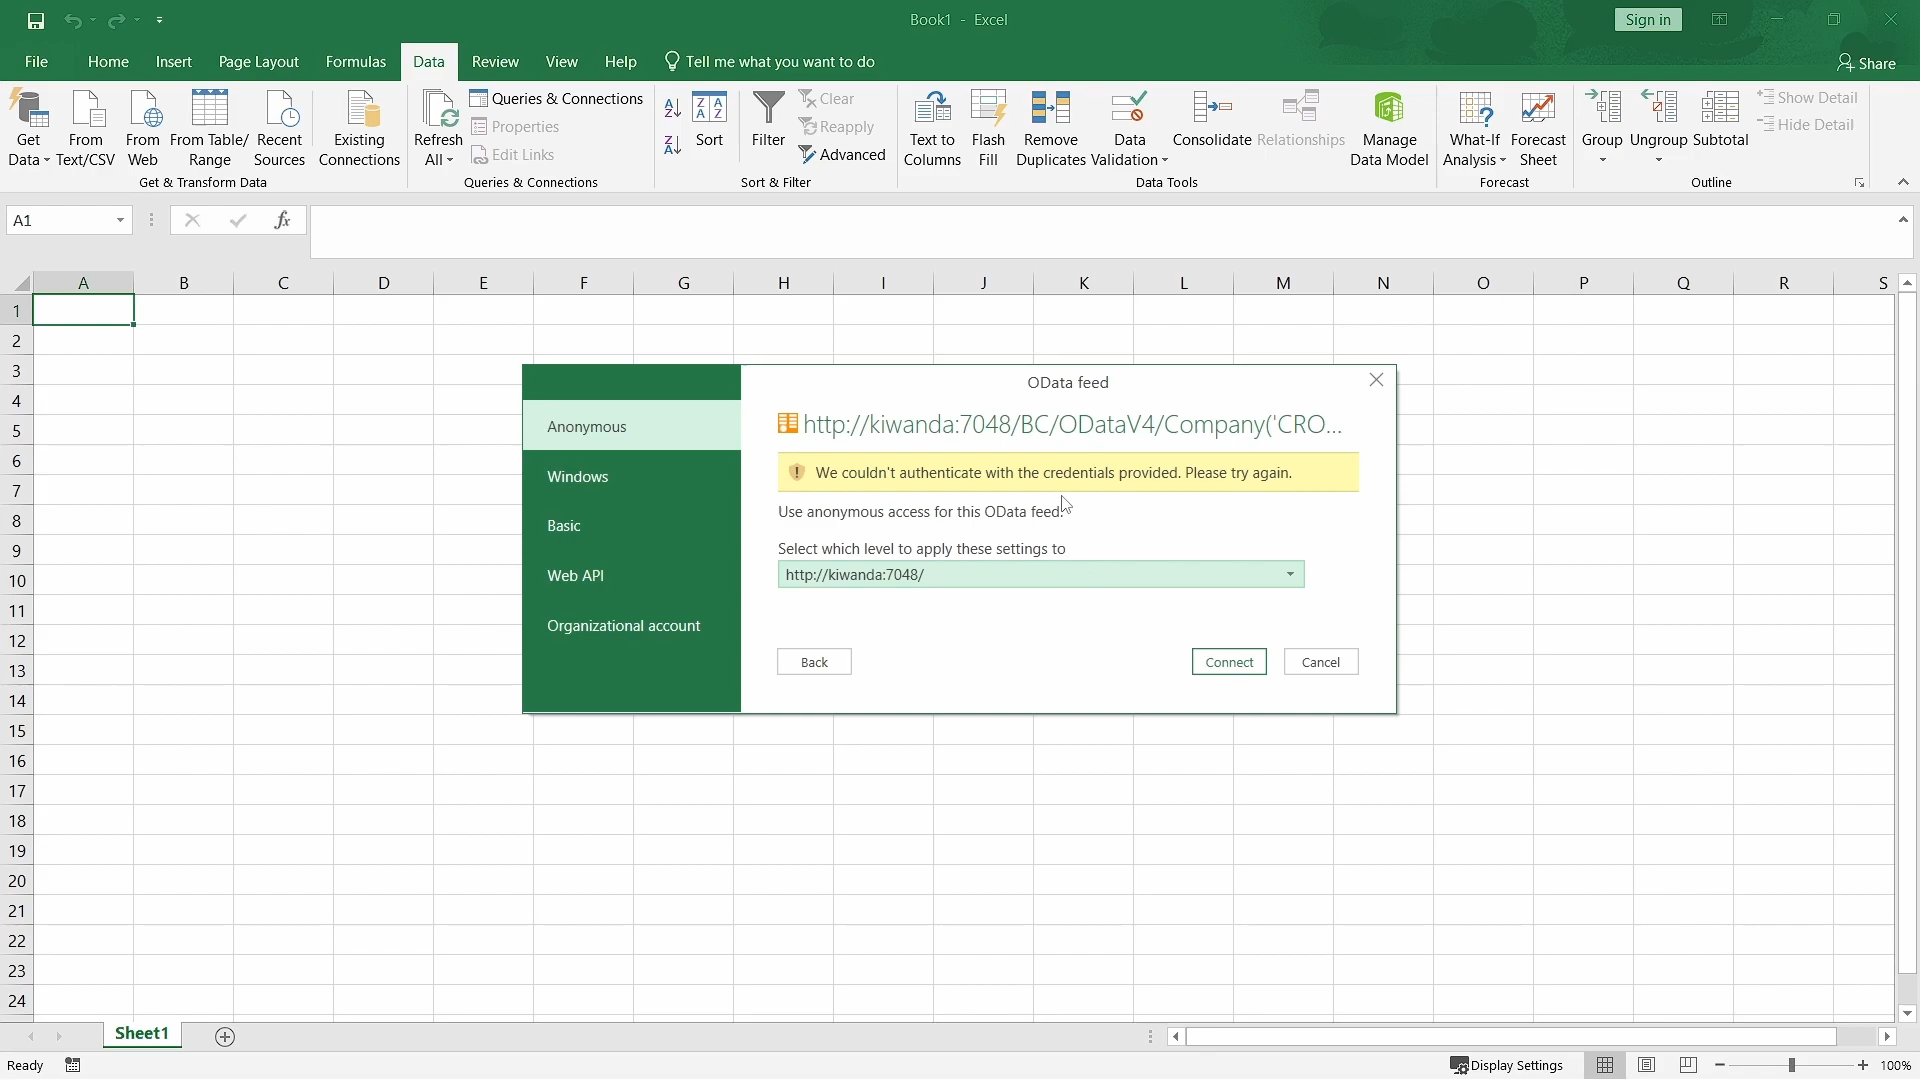 Book1 - Excel
Sign in
File Home Insert Page Layout Formulas Data Review View Help Tell me what you want to do Share
Get Data
From Text/CSV
From Web
From Table/ Range
Recent Sources
Existing Connections
Get & Transform Data
Refresh All
Queries & Connections
Properties
Edit Links
Queries & Connections
Sort
Filter
Clear
Reapply
Advanced
Sort & Filter
Text to Columns
Flash Fill
Remove Duplicates
Data Validation
Consolidate
Relationships
Manage Data Model
Data Tools
What-If Analysis
Forecast Sheet
Forecast
Group
Ungroup
Subtotal
Show Detail
Hide Detail
Outline
A1
fx
A B C D E F G H I J K L M N O P Q R S
1
2
3
4
5
6
7
8
9
10
11
12
13
14
15
16
17
18
19
20
21
22
23
24
OData feed
Anonymous
Windows
Basic
Web API
Organizational account
http://kiwanda:7048/BC/ODataV4/Company('CRO...
We couldn't authenticate with the credentials provided. Please try again.
Use anonymous access for this OData feed.
Select which level to apply these settings to
http://kiwanda:7048/
Back
Connect
Cancel
Sheet1
Ready
Display Settings
100%